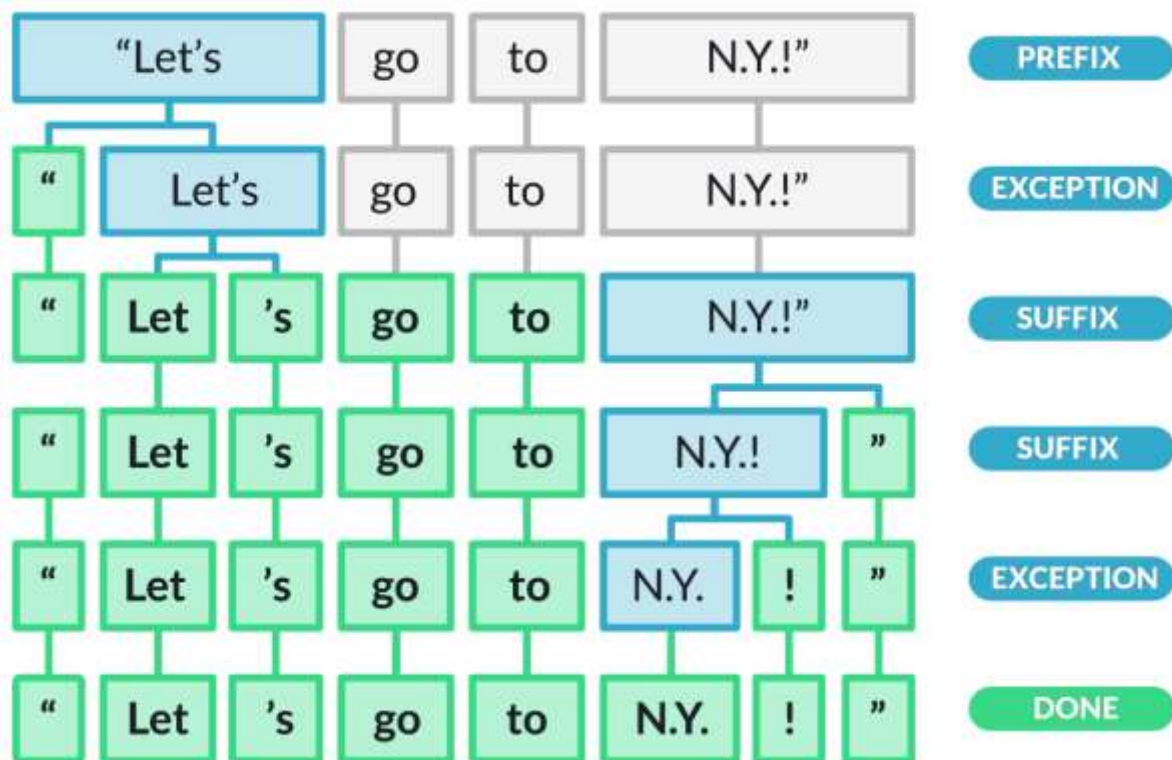 “Let’s go to N.Y.!” PREFIX
“ Let’s go to N.Y.!” EXCEPTION
“ Let ’s go to N.Y.!” SUFFIX
“ Let ’s go to N.Y.! ” SUFFIX
“ Let ’s go to N.Y. ! ” EXCEPTION
“ Let ’s go to N.Y. ! ” DONE